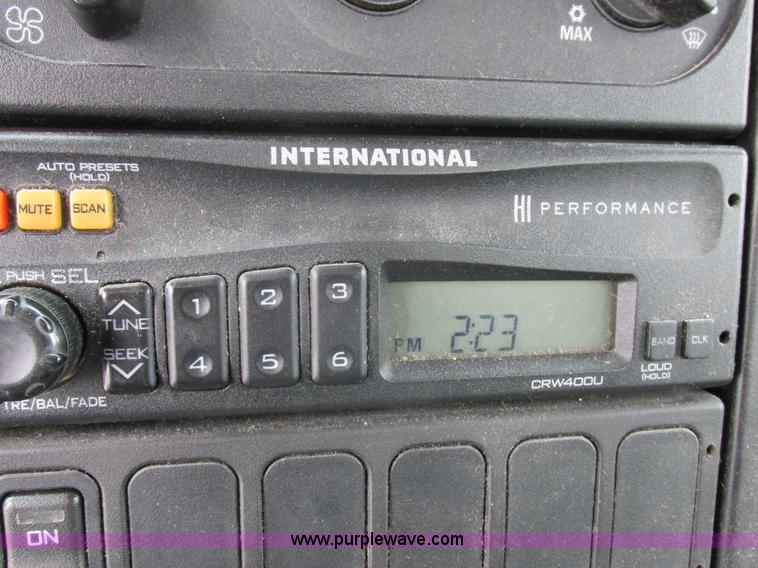 MAX
AUTO PRESETS
(HOLD)
INTERNATIONAL
MUTE
SCAN
HI PERFORMANCE
PUSH SEL
TUNE
SEEK
1
2
3
4
5
6
PM 2:23
BAND
CLK
LOUD
(HOLD)
CRW400U
TRE/BAL/FADE
ON
www.purplewave.com